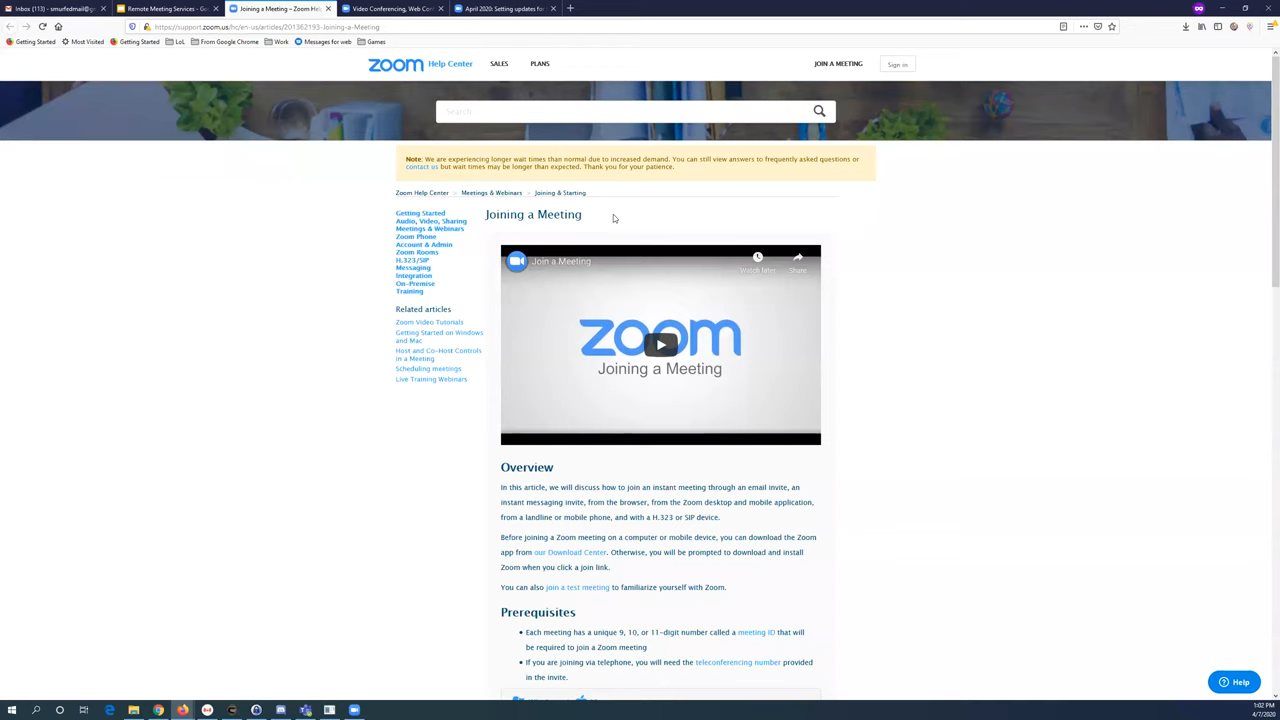 Inbox (113) - smurfedmail@gm
Remote Meeting Services - Goo
Joining a Meeting – Zoom Hel
Video Conferencing, Web Conf
April 2020: Setting updates for
https://support.zoom.us/hc/en-us/articles/201362193-Joining-a-Meeting
Getting Started
Most Visited
Getting Started
LoL
From Google Chrome
Work
Messages for web
Games
zoom Help Center
SALES
PLANS
JOIN A MEETING
Sign in
Search
Note: We are experiencing longer wait times than normal due to increased demand. You can still view answers to frequently asked questions or
contact us but wait times may be longer than expected. Thank you for your patience.
Zoom Help Center > Meetings & Webinars > Joining & Starting
Getting Started
Audio, Video, Sharing
Meetings & Webinars
Zoom Phone
Account & Admin
Zoom Rooms
H.323/SIP
Messaging
Integration
On-Premise
Training
Related articles
Zoom Video Tutorials
Getting Started on Windows
and Mac
Host and Co-Host Controls
in a Meeting
Scheduling meetings
Live Training Webinars
Joining a Meeting
Join a Meeting
Watch later
Share
zoom
Joining a Meeting
Overview
In this article, we will discuss how to join an instant meeting through an email invite, an
instant messaging invite, from the browser, from the Zoom desktop and mobile application,
from a landline or mobile phone, and with a H.323 or SIP device.
Before joining a Zoom meeting on a computer or mobile device, you can download the Zoom
app from our Download Center. Otherwise, you will be prompted to download and install
Zoom when you click a join link.
You can also join a test meeting to familiarize yourself with Zoom.
Prerequisites
• Each meeting has a unique 9, 10, or 11-digit number called a meeting ID that will
be required to join a Zoom meeting
• If you are joining via telephone, you will need the teleconferencing number provided
in the invite.
Help
1:02 PM
4/7/2020